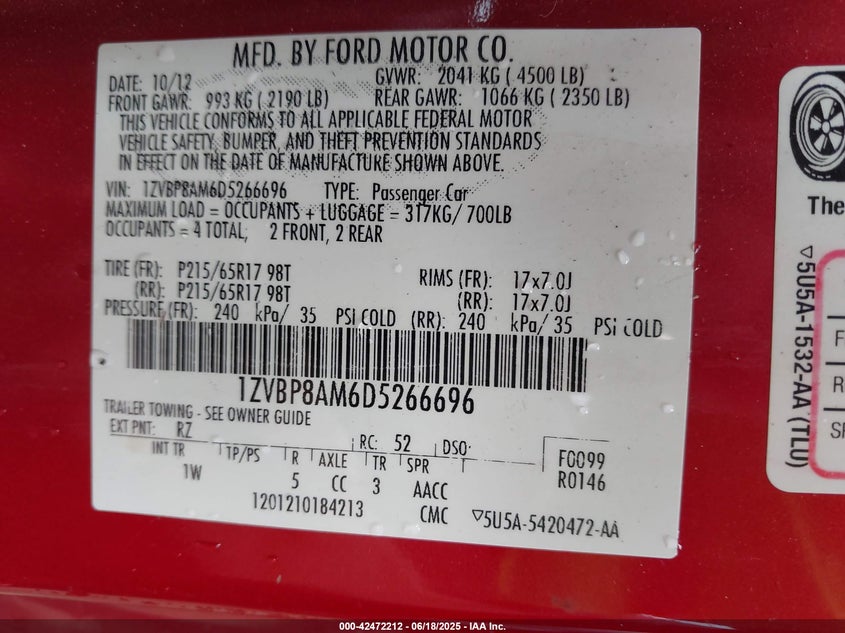 MFD. BY FORD MOTOR CO.
DATE: 10/12 GVWR: 2041 KG ( 4500 LB)
FRONT GAWR: 993 KG ( 2190 LB) REAR GAWR: 1066 KG ( 2350 LB)
THIS VEHICLE CONFORMS TO ALL APPLICABLE FEDERAL MOTOR
VEHICLE SAFETY, BUMPER, AND THEFT PREVENTION STANDARDS
IN EFFECT ON THE DATE OF MANUFACTURE SHOWN ABOVE.
VIN: 1ZVBP8AM6D5266696 TYPE: Passenger Car
MAXIMUM LOAD = OCCUPANTS + LUGGAGE = 317KG/ 700LB
OCCUPANTS = 4 TOTAL, 2 FRONT, 2 REAR
TIRE (FR): P215/65R17 98T RIMS (FR): 17x7.0J
(RR): P215/65R17 98T (RR): 17x7.0J
PRESSURE (FR): 240 kPa/ 35 PSi COLD (RR): 240 kPa/ 35 PSi COLD
1ZVBP8AM6D5266696
TRAILER TOWING - SEE OWNER GUIDE
EXT PNT: RZ RC: 52 DSO:
INT TR TP/PS R AXLE TR SPR F0099
1W 5 CC 3 AACC R0146
1201210184213 CMC ▽5U5A-5420472-AA
The
▽5U5A-1532-AA (TLU)
F
R
SP
000-42472212 - 06/18/2025 - IAA Inc.